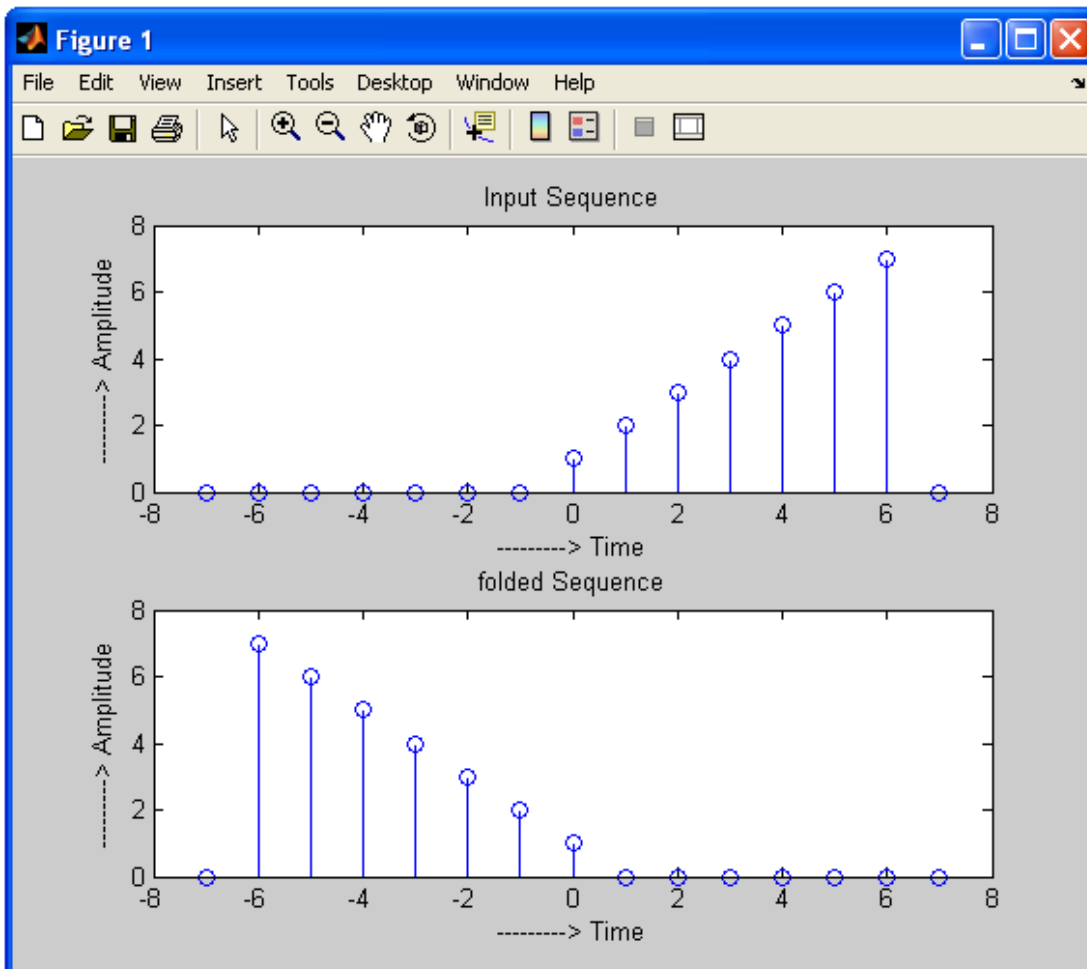 Figure 1
File Edit View Insert Tools Desktop Window Help
Input Sequence
---------> Amplitude
8
6
4
2
0
-8 -6 -4 -2 0 2 4 6 8
---------> Time
folded Sequence
---------> Amplitude
8
6
4
2
0
-8 -6 -4 -2 0 2 4 6 8
---------> Time